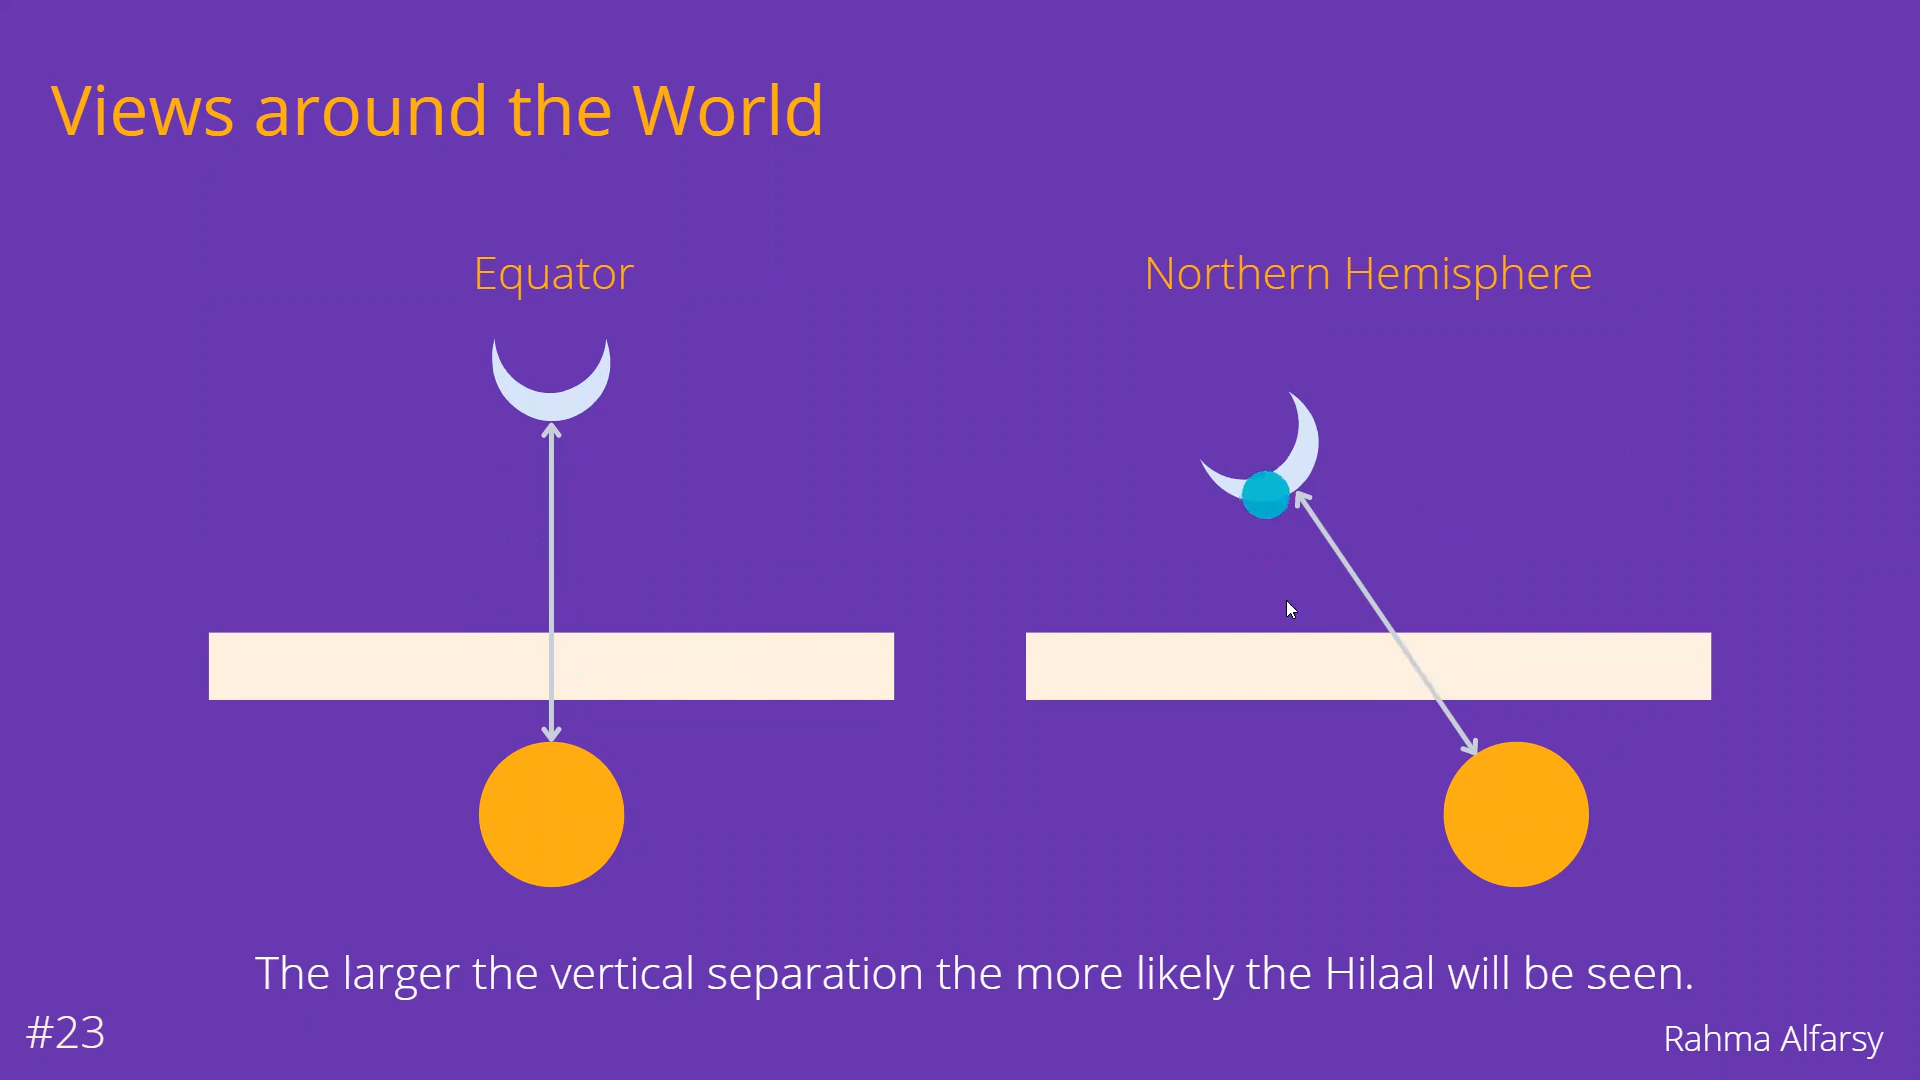 Views around the World
Equator
Northern Hemisphere
The larger the vertical separation the more likely the Hilaal will be seen.
#23
Rahma Alfarsy